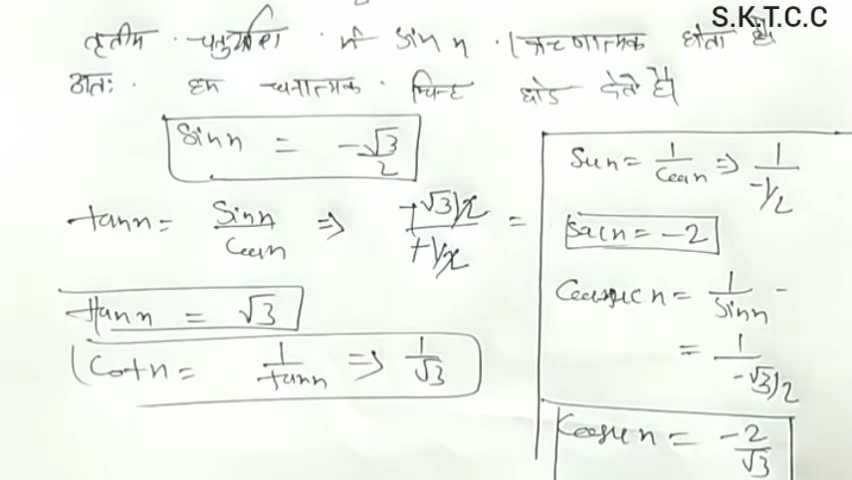 S.K.T.C.C
तृतीय चतुर्थांश में sin x ऋणात्मक होता है
अतः हम धनात्मक चिन्ह छोड़ देते है।
Sin x = -√3/2
tan x = Sin x / Cos x ⇒ -√3/2 / -1/2 =
tan x = √3
Cot x = 1/tan x ⇒ 1/√3
Sec x = 1/Cos x ⇒ 1/-1/2
Sec x = -2
Cosec x = 1/Sin x -
= 1/-√3/2
Cosec x = -2/√3